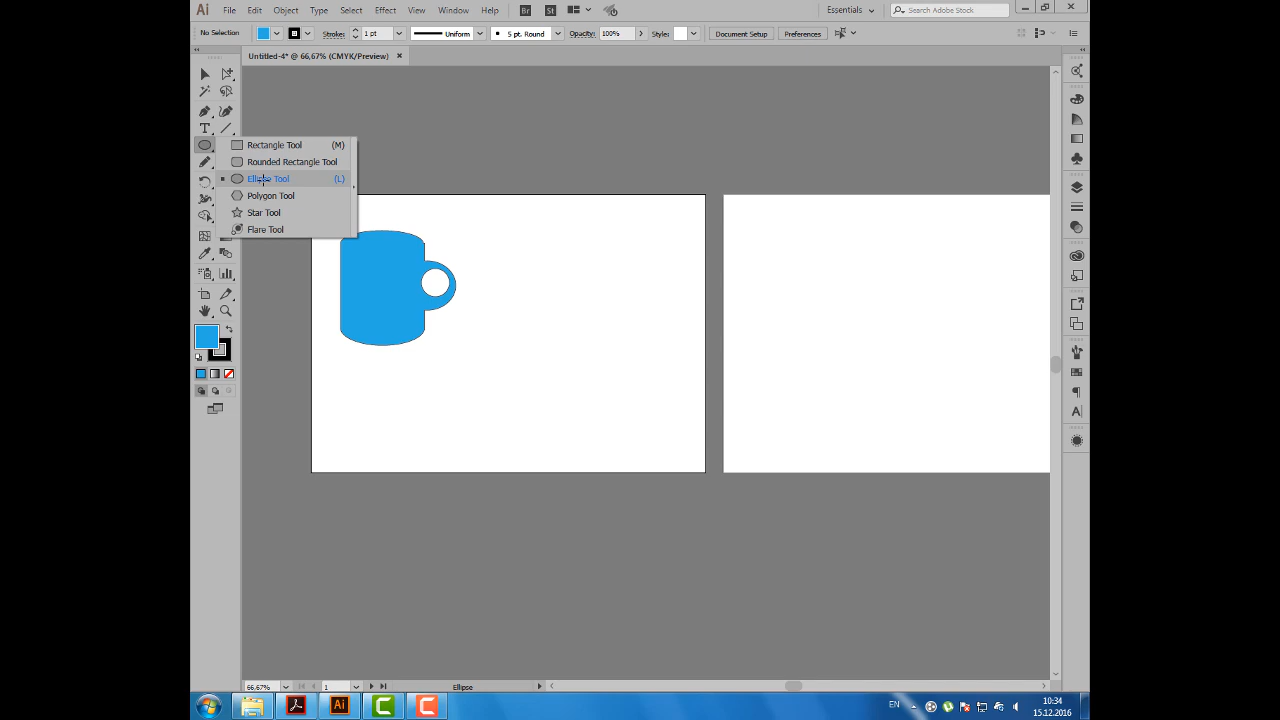 Ai File Edit Object Type Select Effect View Window Help Br St Essentials Search Adobe Stock
No Selection Stroke: 1 pt Uniform 5 pt. Round Opacity: 100% Style: Document Setup Preferences
Untitled-4* @ 66,67% (CMYK/Preview)
Rectangle Tool (M)
Rounded Rectangle Tool
Ellipse Tool (L)
Polygon Tool
Star Tool
Flare Tool
66,67% 1 Ellipse
Ai EN 10:34
15.12.2016